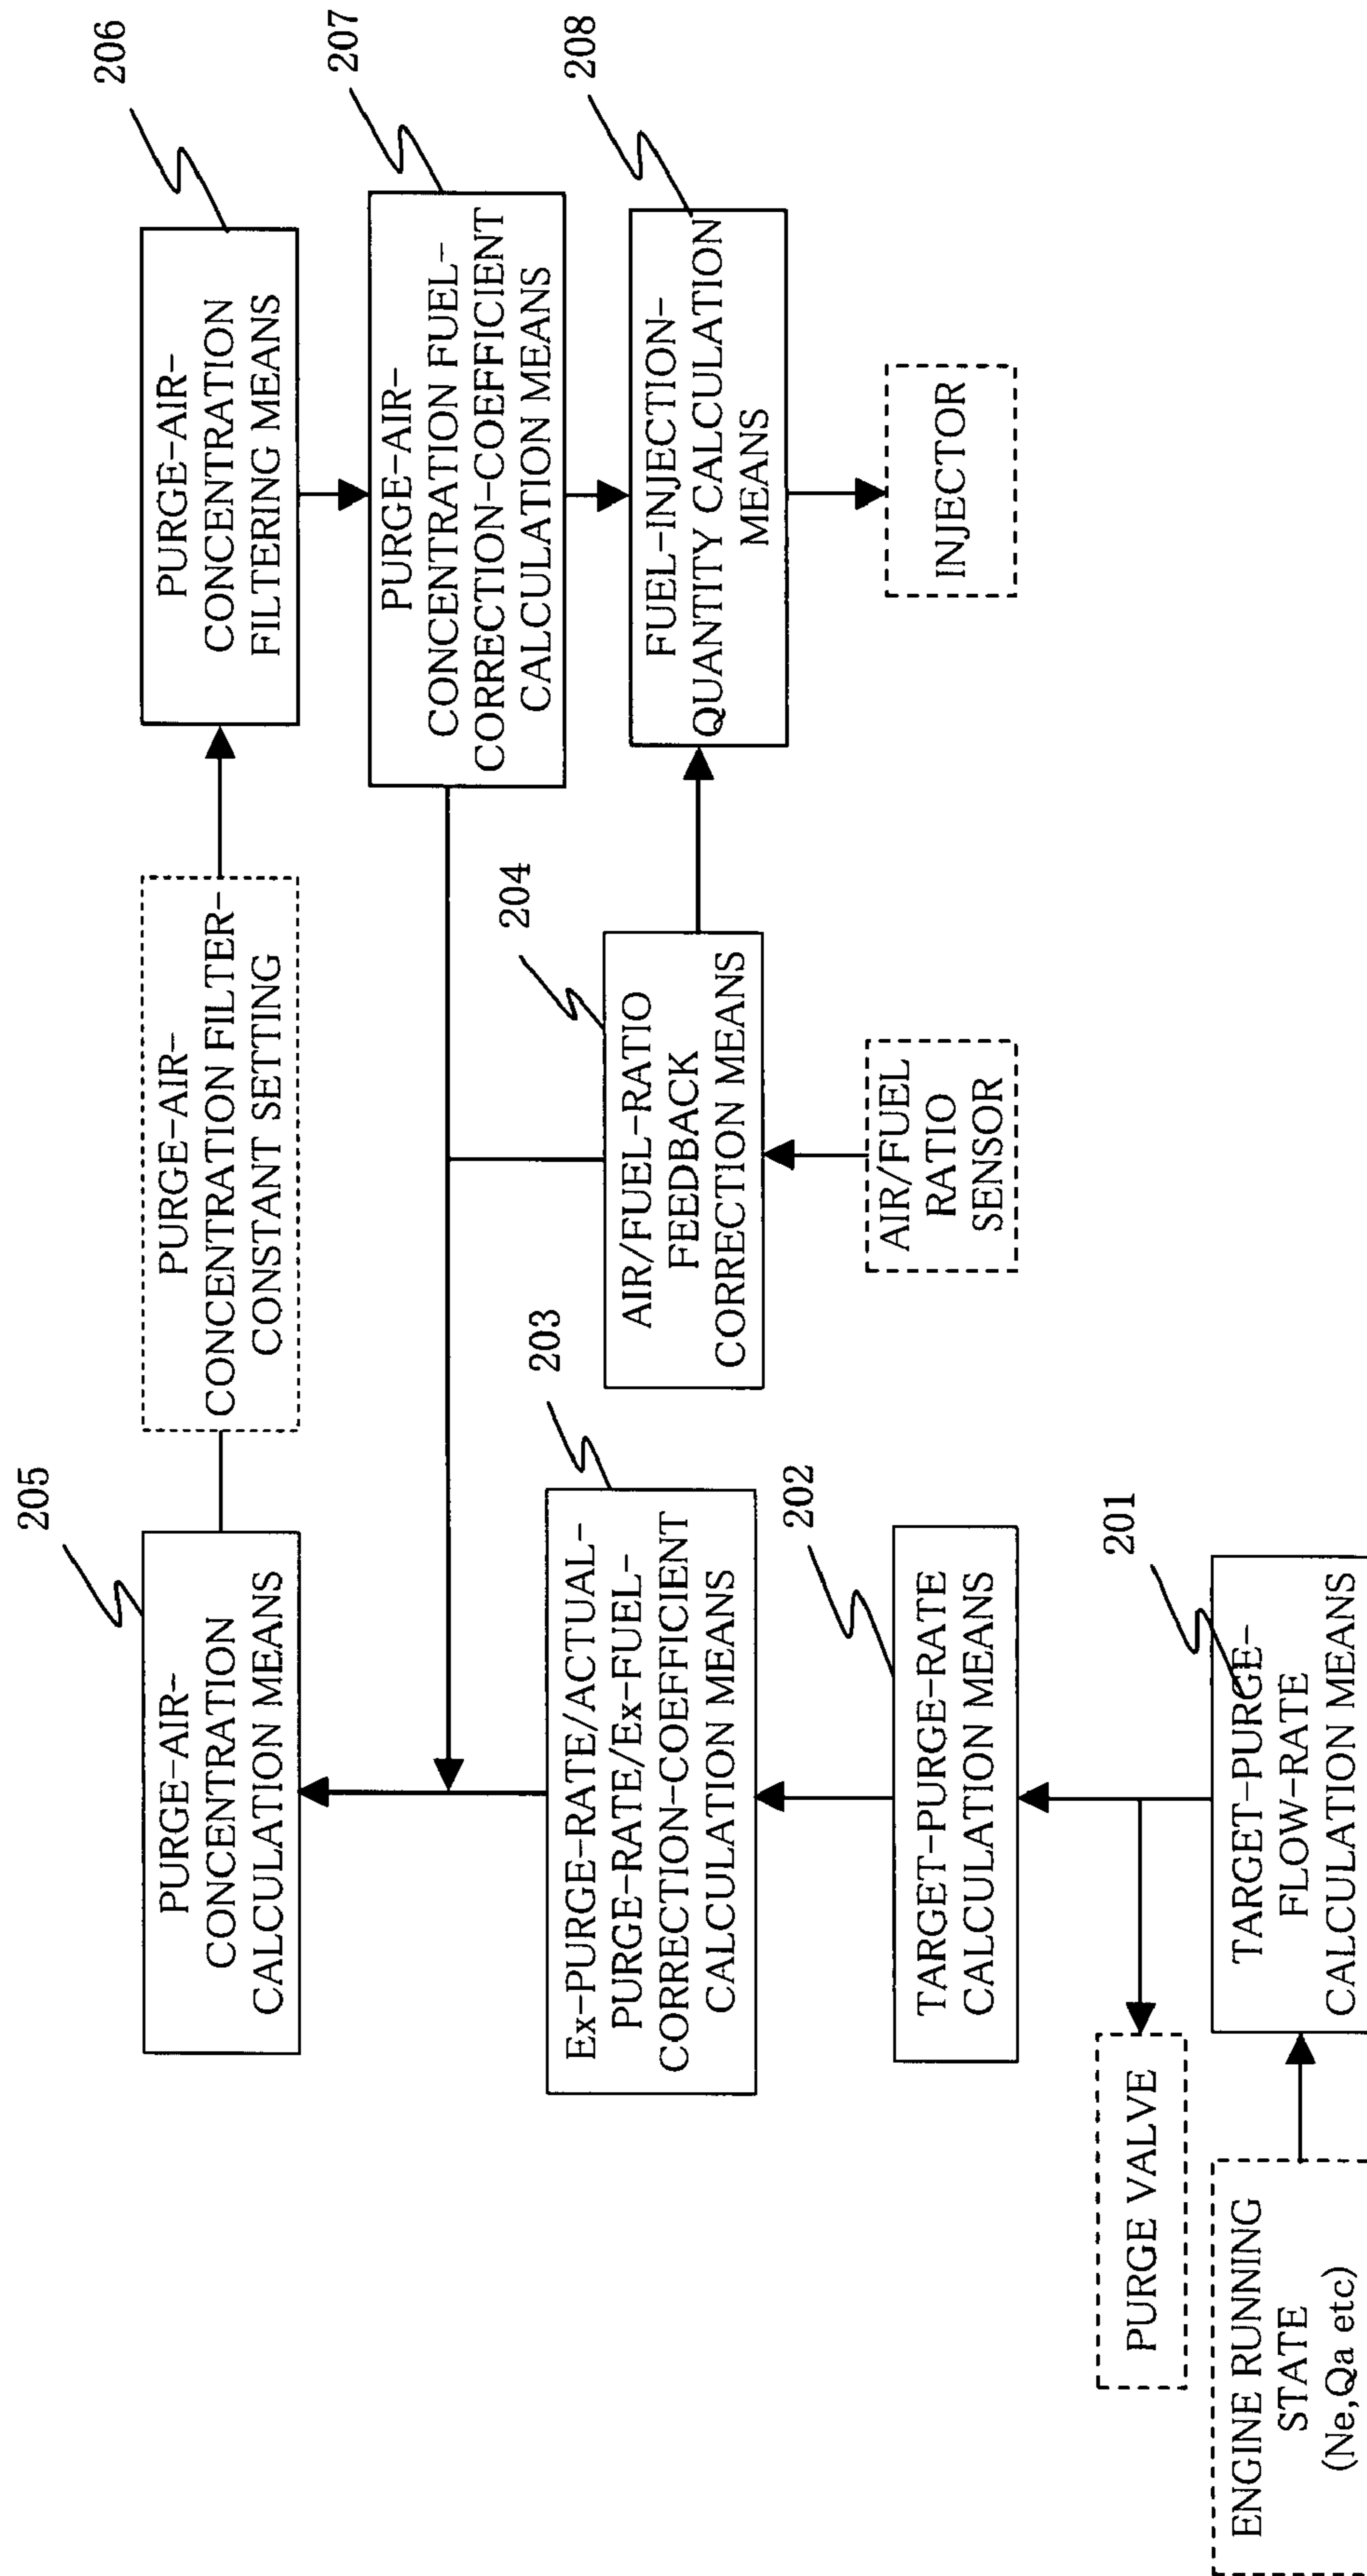 205
PURGE-AIR-
CONCENTRATION
CALCULATION MEANS
PURGE-AIR-
CONCENTRATION FILTER-
CONSTANT SETTING
206
PURGE-AIR-
CONCENTRATION
FILTERING MEANS
207
PURGE-AIR-
CONCENTRATION FUEL-
CORRECTION-COEFFICIENT
CALCULATION MEANS
203
Ex-PURGE-RATE/ACTUAL-
PURGE-RATE/Ex-FUEL-
CORRECTION-COEFFICIENT
CALCULATION MEANS
204
AIR/FUEL-RATIO
FEEDBACK
CORRECTION MEANS
208
FUEL-INJECTION-
QUANTITY CALCULATION
MEANS
202
TARGET-PURGE-RATE
CALCULATION MEANS
AIR/FUEL
RATIO
SENSOR
INJECTOR
PURGE VALVE
201
TARGET-PURGE-
FLOW-RATE
CALCULATION MEANS
ENGINE RUNNING
STATE
(Ne,Qa etc)